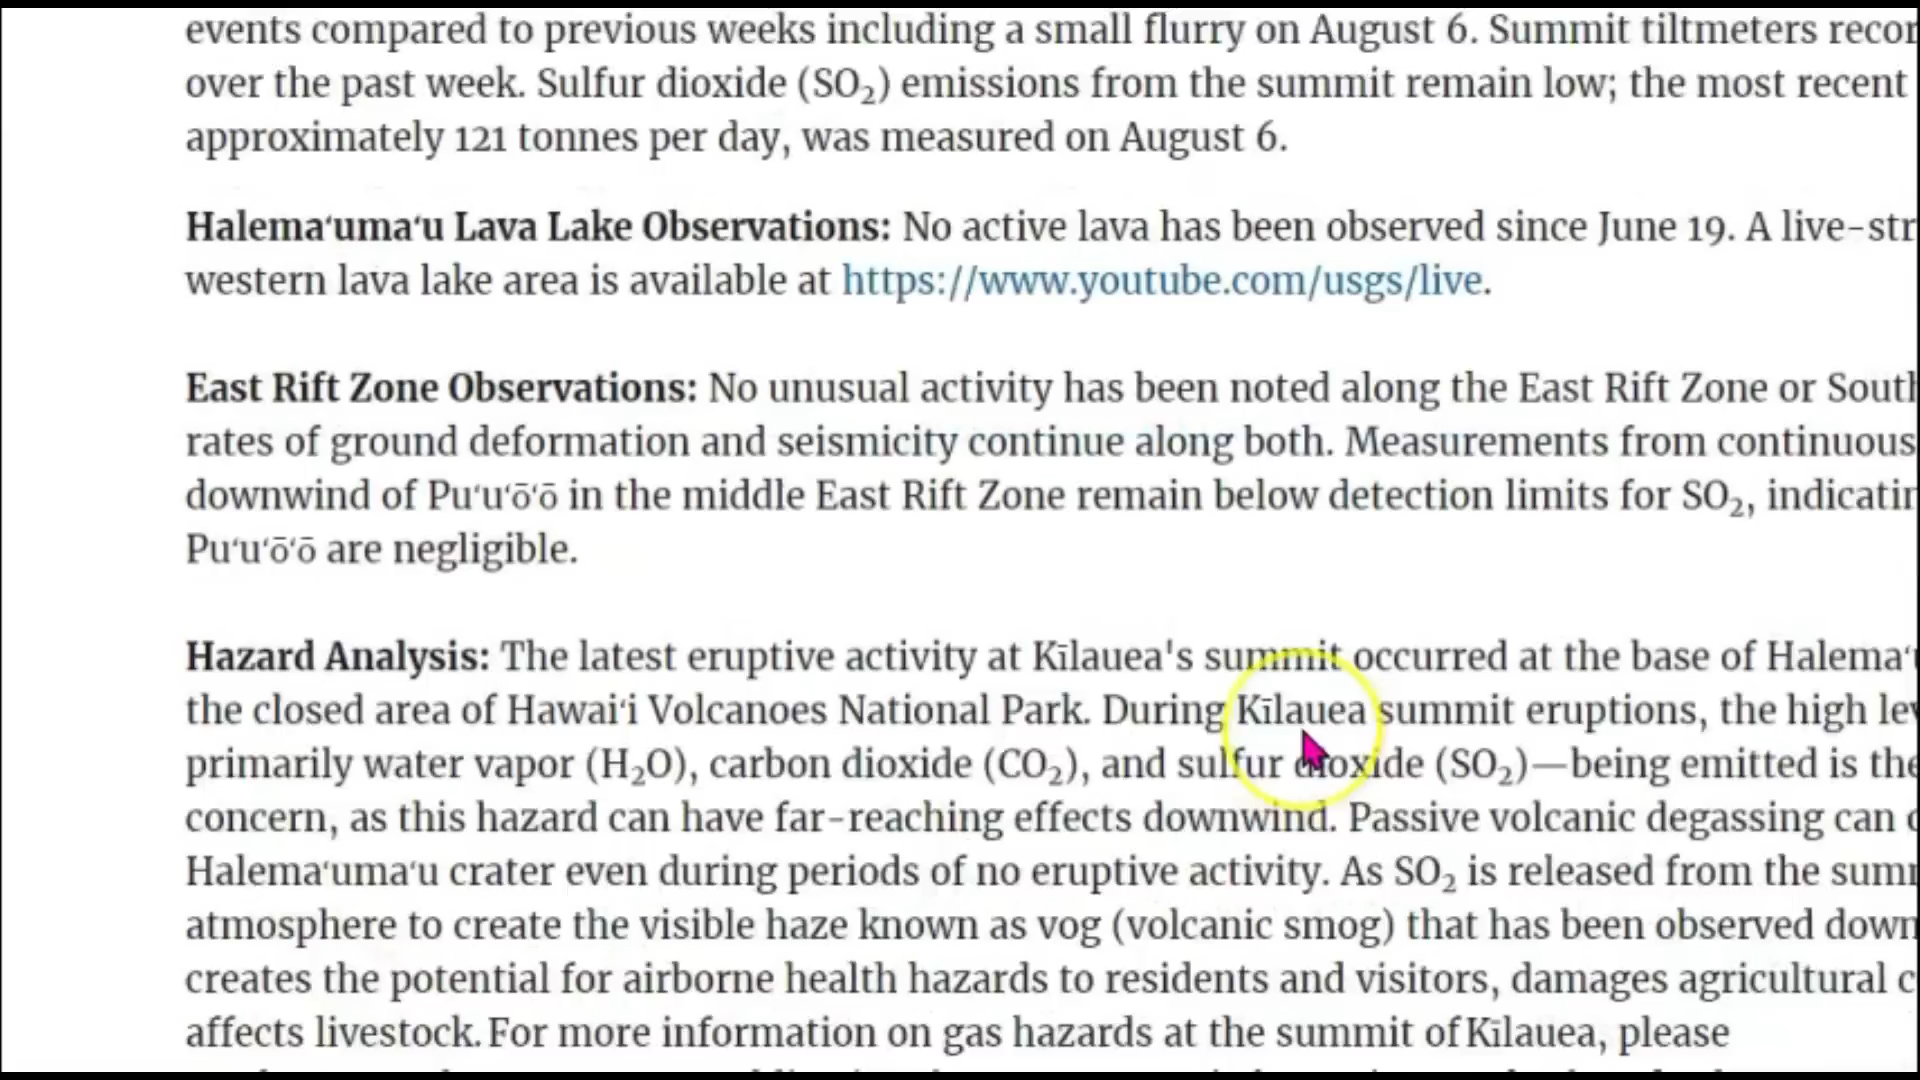 events compared to previous weeks including a small flurry on August 6. Summit tiltmeters recor
over the past week. Sulfur dioxide (SO₂) emissions from the summit remain low; the most recent
approximately 121 tonnes per day, was measured on August 6.
Halemaʻumaʻu Lava Lake Observations: No active lava has been observed since June 19. A live-str
western lava lake area is available at https://www.youtube.com/usgs/live.
East Rift Zone Observations: No unusual activity has been noted along the East Rift Zone or South
rates of ground deformation and seismicity continue along both. Measurements from continuous
downwind of Puʻuʻōʻō in the middle East Rift Zone remain below detection limits for SO₂, indicatin
Puʻuʻōʻō are negligible.
Hazard Analysis: The latest eruptive activity at Kīlauea's summit occurred at the base of Halemaʻ
the closed area of Hawaiʻi Volcanoes National Park. During Kīlauea summit eruptions, the high lev
primarily water vapor (H₂O), carbon dioxide (CO₂), and sulfur dioxide (SO₂)—being emitted is the
concern, as this hazard can have far-reaching effects downwind. Passive volcanic degassing can
Halemaʻumaʻu crater even during periods of no eruptive activity. As SO₂ is released from the summ
atmosphere to create the visible haze known as vog (volcanic smog) that has been observed down
creates the potential for airborne health hazards to residents and visitors, damages agricultural c
affects livestock. For more information on gas hazards at the summit of Kīlauea, please